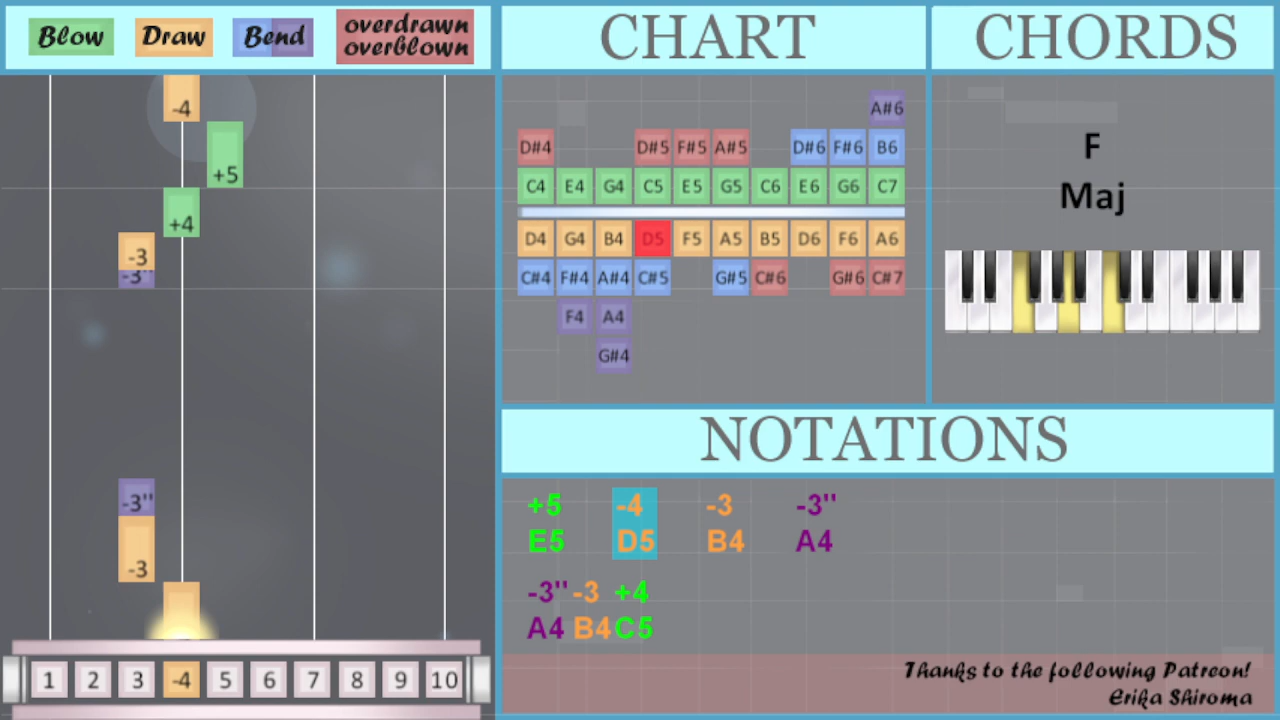 Blow Draw Bend overdrawn
overblown
CHART
CHORDS
-4
+5
+4
-3
-3"
-3"
-3
1 2 3 -4 5 6 7 8 9 10
A#6
D#4 D#5 F#5 A#5 D#6 F#6 B6
C4 E4 G4 C5 E5 G5 C6 E6 G6 C7
D4 G4 B4 D5 F5 A5 B5 D6 F6 A6
C#4 F#4 A#4 C#5 G#5 C#6 G#6 C#7
F4 A4
G#4
F
Maj
NOTATIONS
+5 -4 -3 -3"
E5 D5 B4 A4
-3" -3 +4
A4 B4 C5
Thanks to the following Patreon!
Erika Shiroma